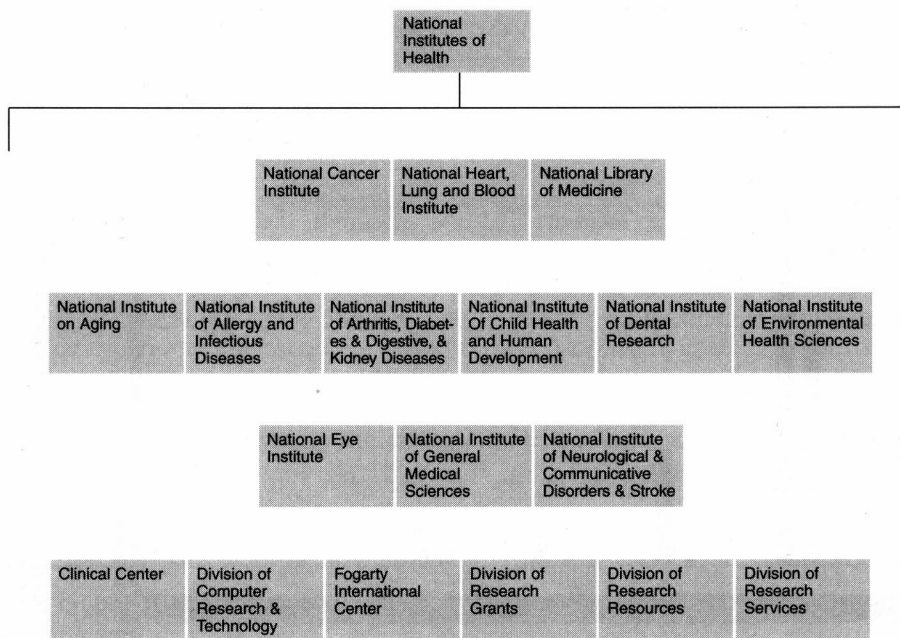 National
Institutes of
Health
National Cancer
Institute
National Heart,
Lung and Blood
Institute
National Library
of Medicine
National Institute
on Aging
National Institute
of Allergy and
Infectious
Diseases
National Institute
of Arthritis, Diabet-
es & Digestive, &
Kidney Diseases
National Institute
Of Child Health
and Human
Development
National Institute
of Dental
Research
National Institute
of Environmental
Health Sciences
National Eye
Institute
National Institute
of General
Medical
Sciences
National Institute
of Neurological &
Communicative
Disorders & Stroke
Clinical Center
Division of
Computer
Research &
Technology
Fogarty
International
Center
Division of
Research
Grants
Division of
Research
Resources
Division of
Research
Services